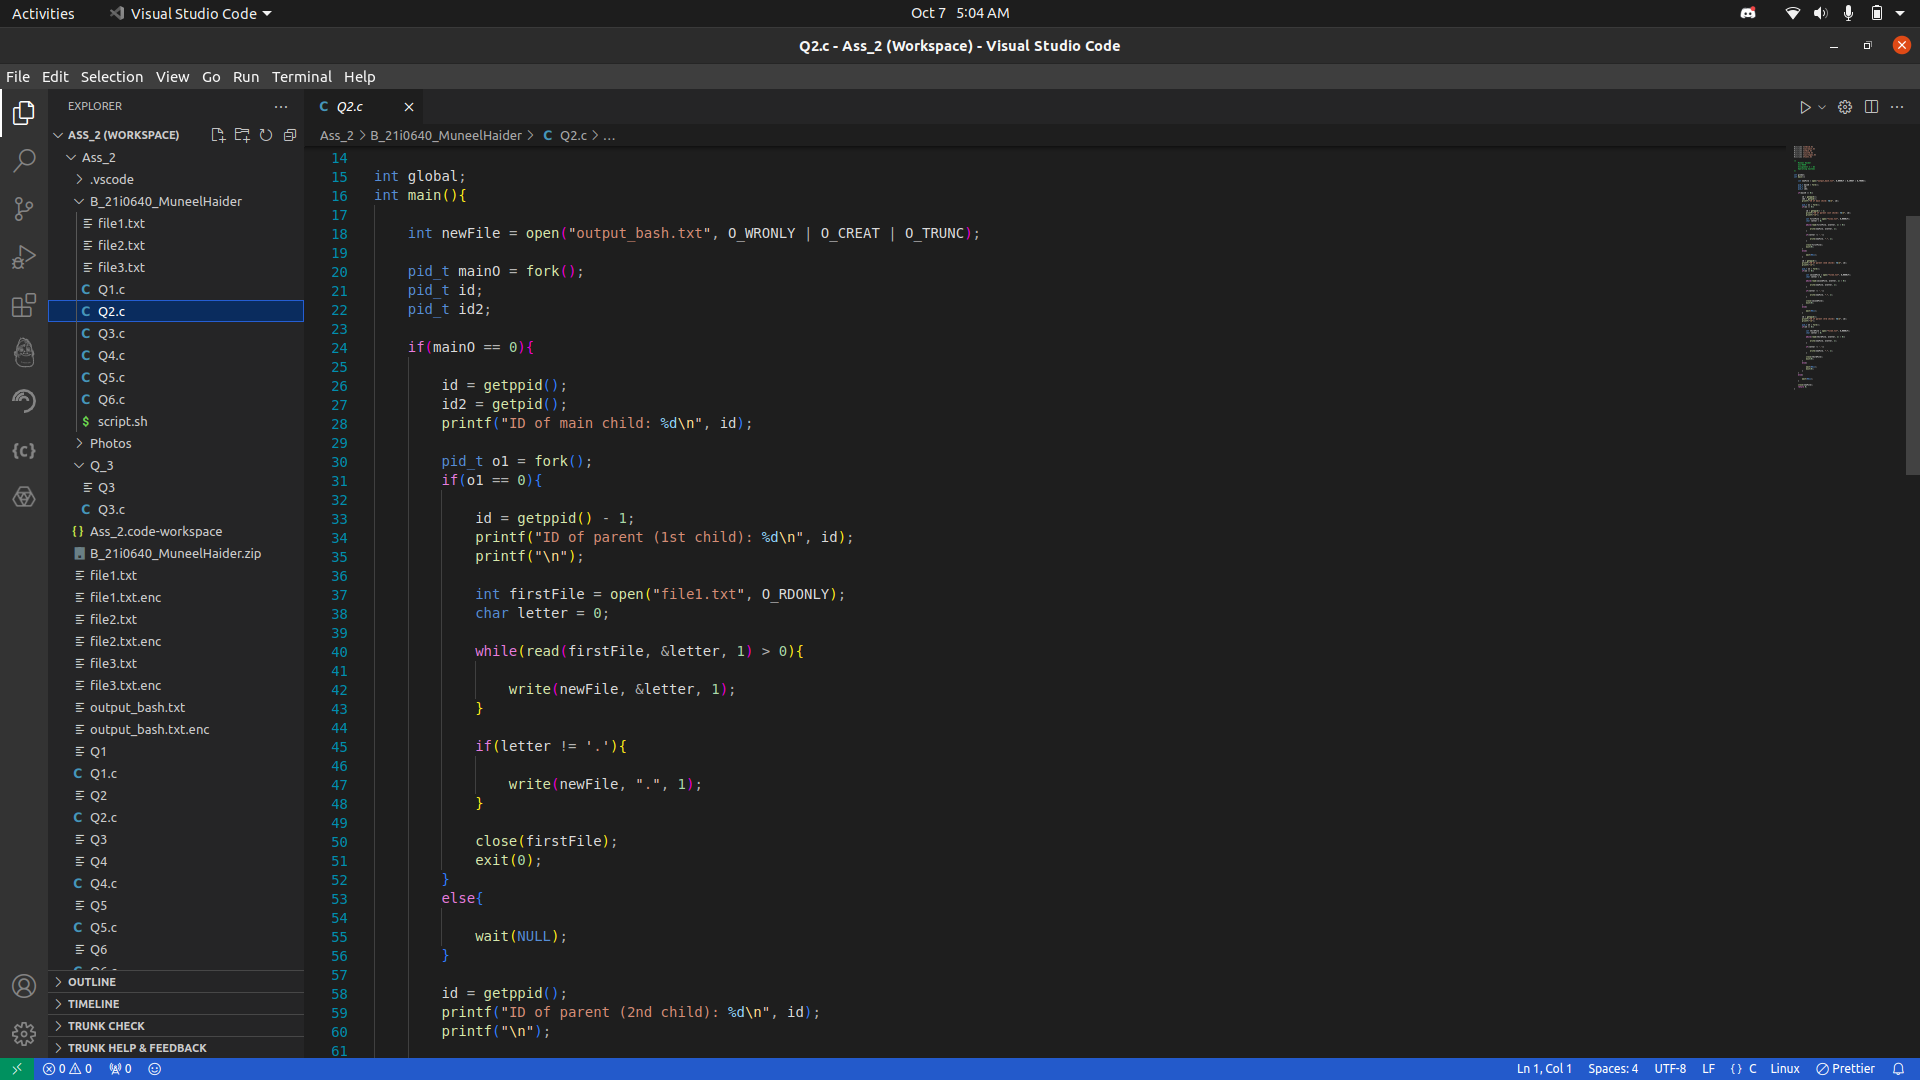 Activities
Visual Studio Code
Oct 7 5:04 AM
Q2.c - Ass_2 (Workspace) - Visual Studio Code
File Edit Selection View Go Run Terminal Help
EXPLORER
ASS_2 (WORKSPACE)
Ass_2
.vscode
B_21i0640_MuneelHaider
file1.txt
file2.txt
file3.txt
C Q1.c
C Q2.c
C Q3.c
C Q4.c
C Q5.c
C Q6.c
$ script.sh
Photos
Q_3
Q3
C Q3.c
{} Ass_2.code-workspace
B_21i0640_MuneelHaider.zip
file1.txt
file1.txt.enc
file2.txt
file2.txt.enc
file3.txt
file3.txt.enc
output_bash.txt
output_bash.txt.enc
Q1
C Q1.c
Q2
C Q2.c
Q3
Q4
C Q4.c
Q5
C Q5.c
Q6
OUTLINE
TIMELINE
TRUNK CHECK
TRUNK HELP & FEEDBACK
C Q2.c
Ass_2 > B_21i0640_MuneelHaider > C Q2.c > ...
14
15 int global;
16 int main(){
17
18 int newFile = open("output_bash.txt", O_WRONLY | O_CREAT | O_TRUNC);
19
20 pid_t mainO = fork();
21 pid_t id;
22 pid_t id2;
23
24 if(mainO == 0){
25
26 id = getppid();
27 id2 = getpid();
28 printf("ID of main child: %d\n", id);
29
30 pid_t o1 = fork();
31 if(o1 == 0){
32
33 id = getppid() - 1;
34 printf("ID of parent (1st child): %d\n", id);
35 printf("\n");
36
37 int firstFile = open("file1.txt", O_RDONLY);
38 char letter = 0;
39
40 while(read(firstFile, &letter, 1) > 0){
41
42 write(newFile, &letter, 1);
43 }
44
45 if(letter != '.'){
46
47 write(newFile, ".", 1);
48 }
49
50 close(firstFile);
51 exit(0);
52 }
53 else{
54
55 wait(NULL);
56 }
57
58 id = getppid();
59 printf("ID of parent (2nd child): %d\n", id);
60 printf("\n");
61
0 0 0
Ln 1, Col 1 Spaces: 4 UTF-8 LF {} C Linux Prettier